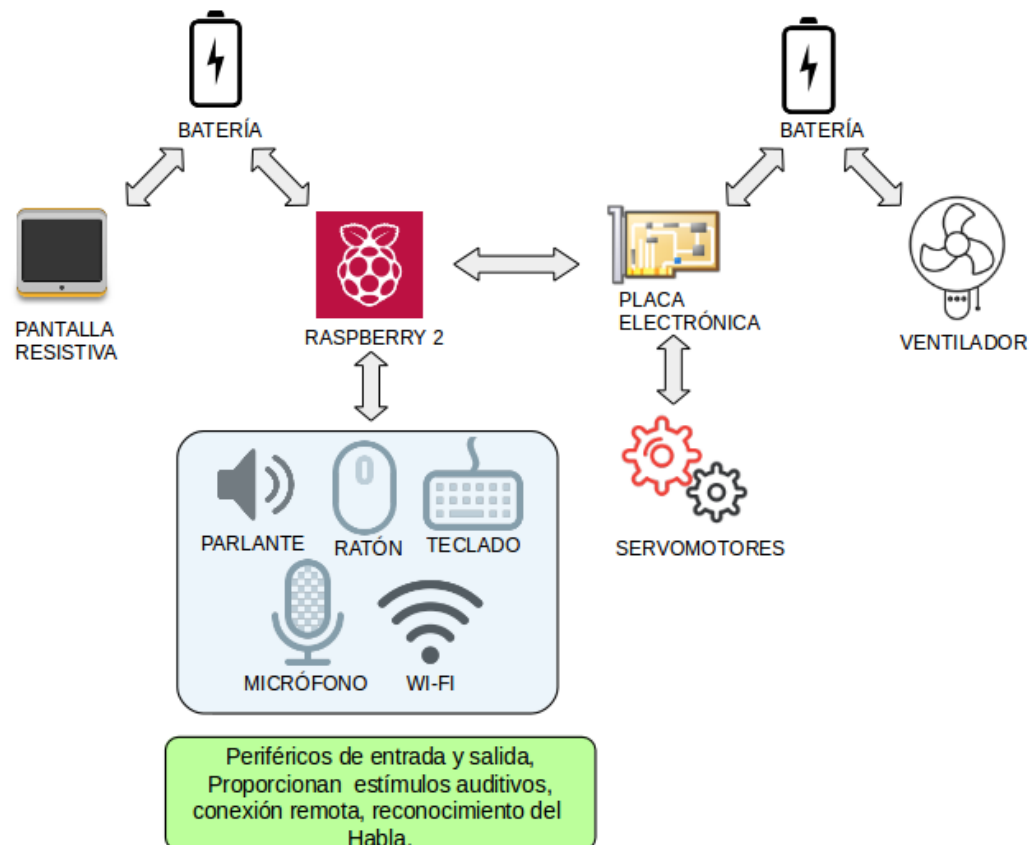 BATERÍA
BATERÍA
PANTALLA
RESISTIVA
RASPBERRY 2
PLACA
ELECTRÓNICA
VENTILADOR
PARLANTE
RATÓN
TECLADO
SERVOMOTORES
MICRÓFONO
WI-FI
Periféricos de entrada y salida,
Proporcionan estímulos auditivos,
conexión remota, reconocimiento del
Habla.